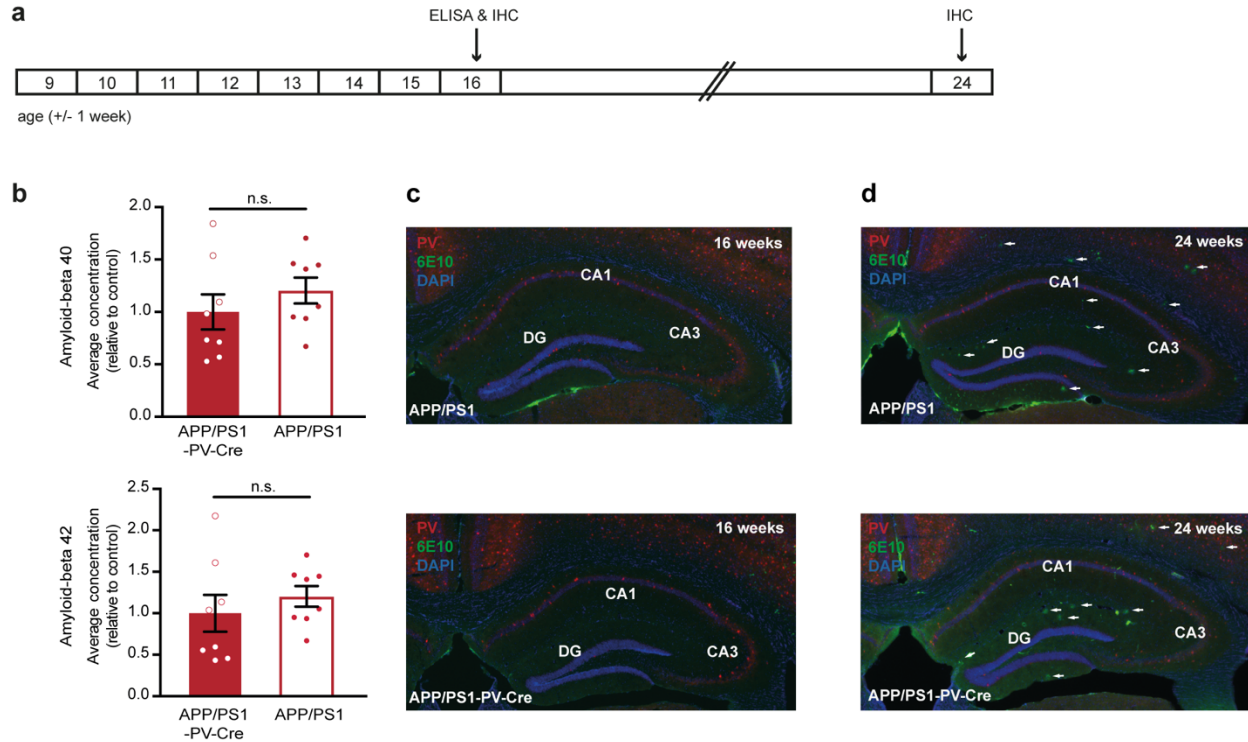 a
ELISA & IHC
IHC
9 10 11 12 13 14 15 16 24
age (+/- 1 week)
b
n.s.
Amyloid-beta 40
Average concentration
(relative to control)
2.0
1.5
1.0
0.5
0.0
APP/PS1
-PV-Cre
APP/PS1
n.s.
Amyloid-beta 42
Average concentration
(relative to control)
2.5
2.0
1.5
1.0
0.5
0.0
APP/PS1
-PV-Cre
APP/PS1
c
PV
6E10
DAPI
16 weeks
CA1
CA3
DG
APP/PS1
PV
6E10
DAPI
16 weeks
CA1
CA3
DG
APP/PS1-PV-Cre
d
PV
6E10
DAPI
24 weeks
CA1
CA3
DG
APP/PS1
PV
6E10
DAPI
24 weeks
CA1
CA3
DG
APP/PS1-PV-Cre